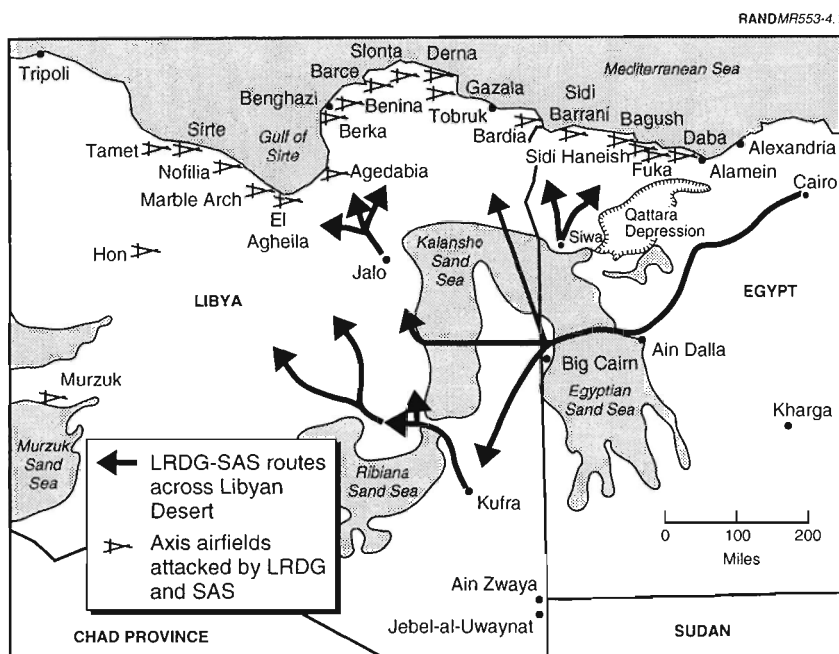 RANDMR553-4.
Mediterranean Sea
Tripoli
Slonta
Derna
Barce
Gazala
Benghazi
Benina
Tobruk
Berka
Sidi
Barrani
Bagush
Bardia
Daba
Alexandria
Sidi Haneish
Fuka
Alamein
Cairo
Sirte
Gulf of
Sirte
Tamet
Nofilia
Marble Arch
El
Agheila
Agedabia
Hon
Jalo
Kalansho
Sand
Sea
Siwa
Qattara
Depression
LIBYA
EGYPT
Big Cairn
Ain Dalla
Egyptian
Sand Sea
Kharga
Murzuk
Murzuk
Sand
Sea
Ribiana
Sand Sea
Kufra
LRDG-SAS routes
across Libyan
Desert
Axis airfields
attacked by LRDG
and SAS
0 100 200
Miles
Ain Zwaya
Jebel-al-Uwaynat
CHAD PROVINCE
SUDAN